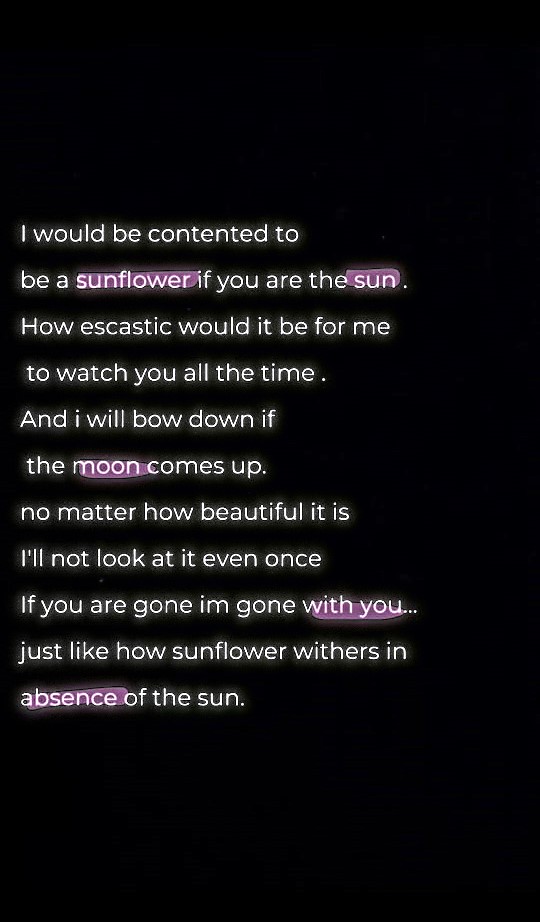 I would be contented to
be a sunflower if you are the sun .
How escastic would it be for me
to watch you all the time .
And i will bow down if
the moon comes up.
no matter how beautiful it is
I'll not look at it even once
If you are gone im gone with you...
just like how sunflower withers in
absence of the sun.